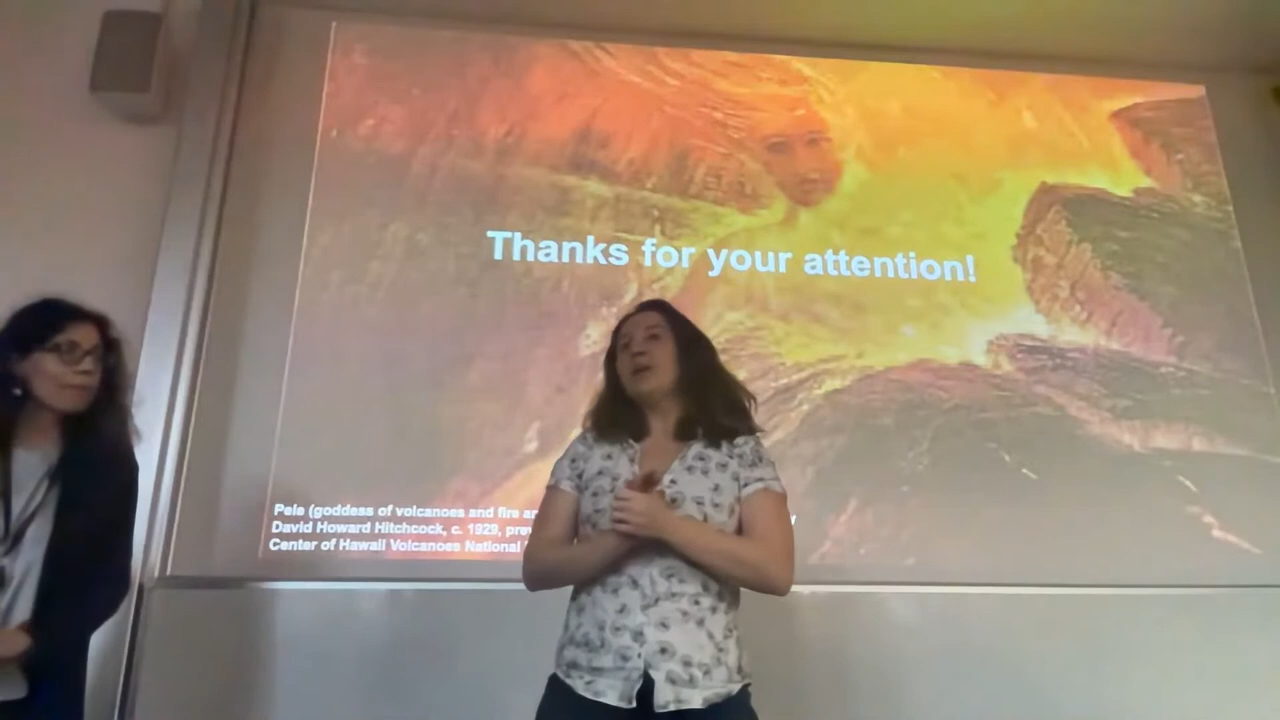 Thanks for your attention!
Pele (goddess of volcanoes and fire
David Howard Hitchcock, c. 1929,
Center of Hawaii Volcanoes National